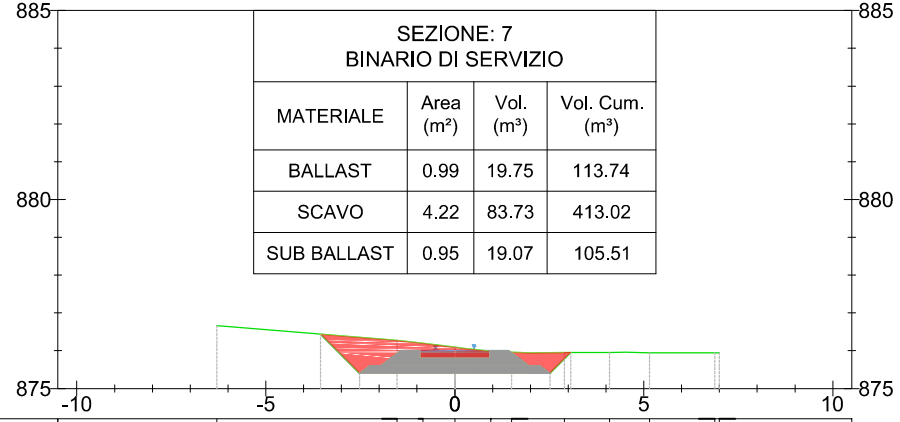 885
885
SEZIONE: 7
BINARIO DI SERVIZIO
MATERIALE Area (m²) Vol. (m³) Vol. Cum. (m³)
BALLAST 0.99 19.75 113.74
880
880
SCAVO 4.22 83.73 413.02
SUB BALLAST 0.95 19.07 105.51
875
875
-10 -5 0 5 10